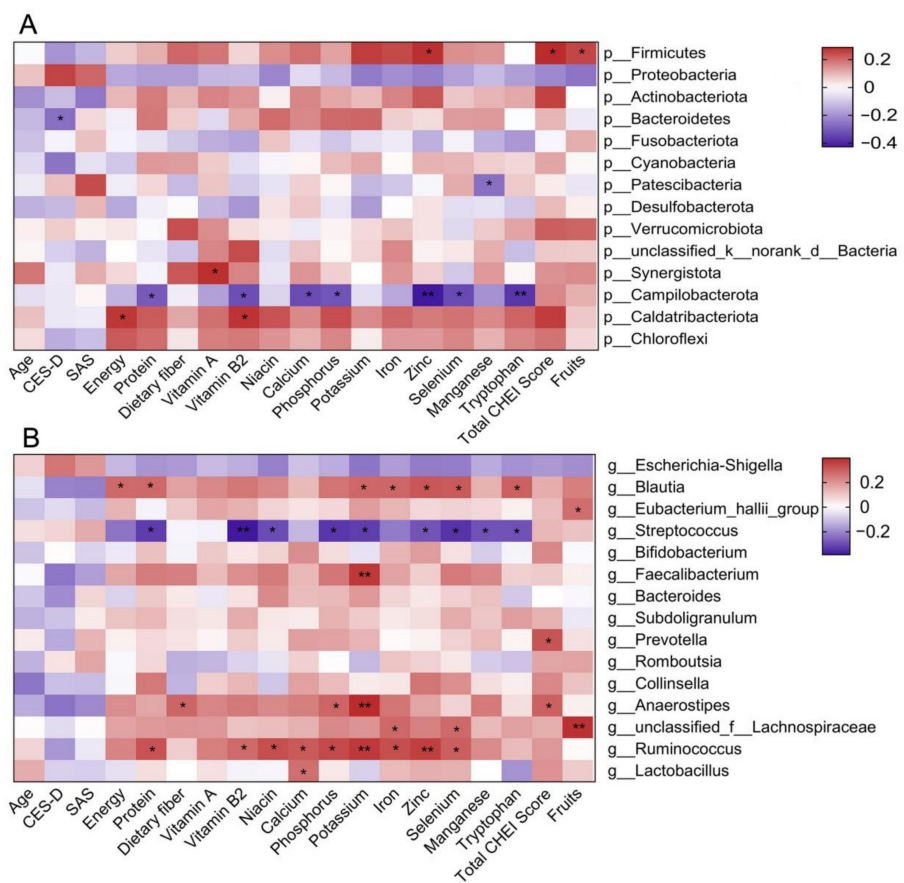 A
p__Firmicutes
p__Proteobacteria
p__Actinobacteriota
p__Bacteroidetes
p__Fusobacteriota
p__Cyanobacteria
p__Patescibacteria
p__Desulfobacterota
p__Verrucomicrobiota
p__unclassified_k__norank_d__Bacteria
p__Synergistota
p__Campilobacterota
p__Caldatribacteriota
p__Chloroflexi
0.2
0
-0.2
-0.4
* * *
*
*
*
* * * * ** * **
* *
Age
CES-D
SAS
Energy
Protein
Dietary fiber
Vitamin A
Vitamin B2
Niacin
Calcium
Phosphorus
Potassium
Iron
Zinc
Selenium
Manganese
Tryptophan
Total CHEI Score
Fruits
B
g__Escherichia-Shigella
g__Blautia
g__Eubacterium_hallii_group
g__Streptococcus
g__Bifidobacterium
g__Faecalibacterium
g__Bacteroides
g__Subdoligranulum
g__Prevotella
g__Romboutsia
g__Collinsella
g__Anaerostipes
g__unclassified_f__Lachnospiraceae
g__Ruminococcus
g__Lactobacillus
0.2
0
-0.2
* * * * * * *
*
* ** * * * * * * *
**
*
* * ** *
* * **
* * * * * ** * ** *
*
Age
CES-D
SAS
Energy
Protein
Dietary fiber
Vitamin A
Vitamin B2
Niacin
Calcium
Phosphorus
Potassium
Iron
Zinc
Selenium
Manganese
Tryptophan
Total CHEI Score
Fruits